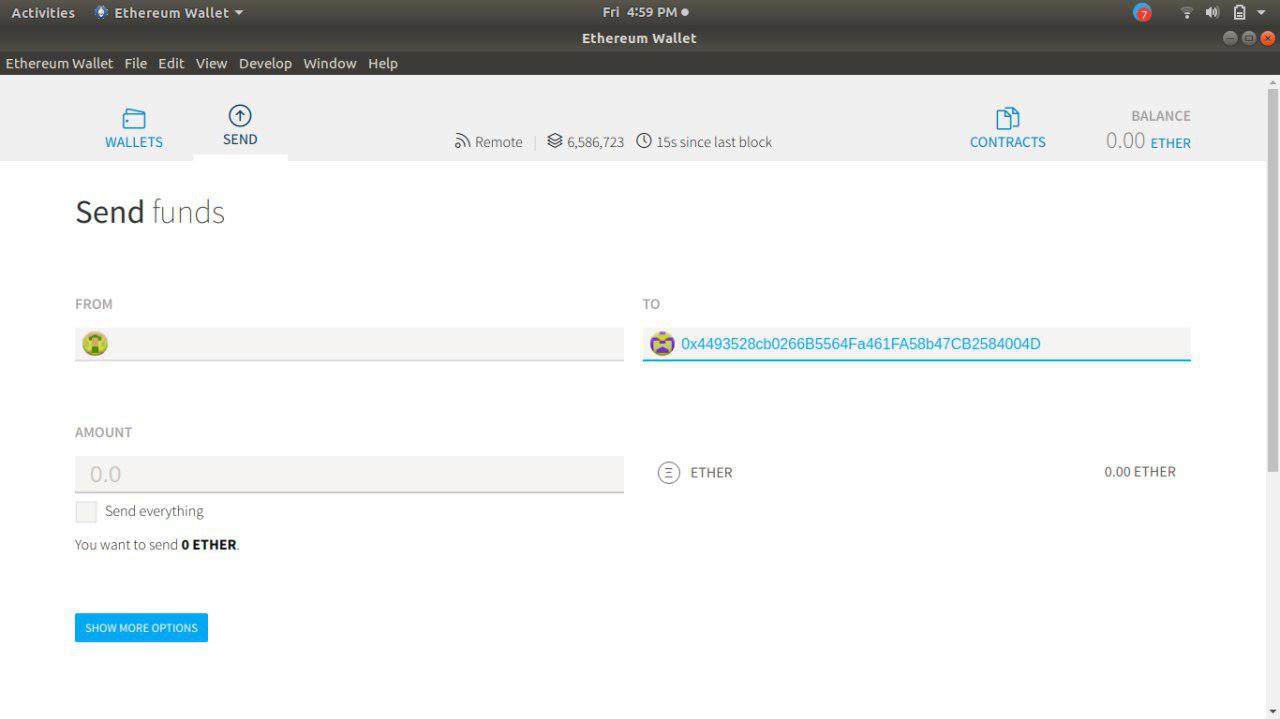 Activities Ethereum Wallet Fri 4:59 PM 7
Ethereum Wallet
Ethereum Wallet File Edit View Develop Window Help
WALLETS SEND Remote 6,586,723 15s since last block CONTRACTS BALANCE
0.00 ETHER
Send funds
FROM TO
0x4493528cb0266B5564Fa461FA58b47CB2584004D
AMOUNT
0.0 ETHER 0.00 ETHER
Send everything
You want to send 0 ETHER.
SHOW MORE OPTIONS